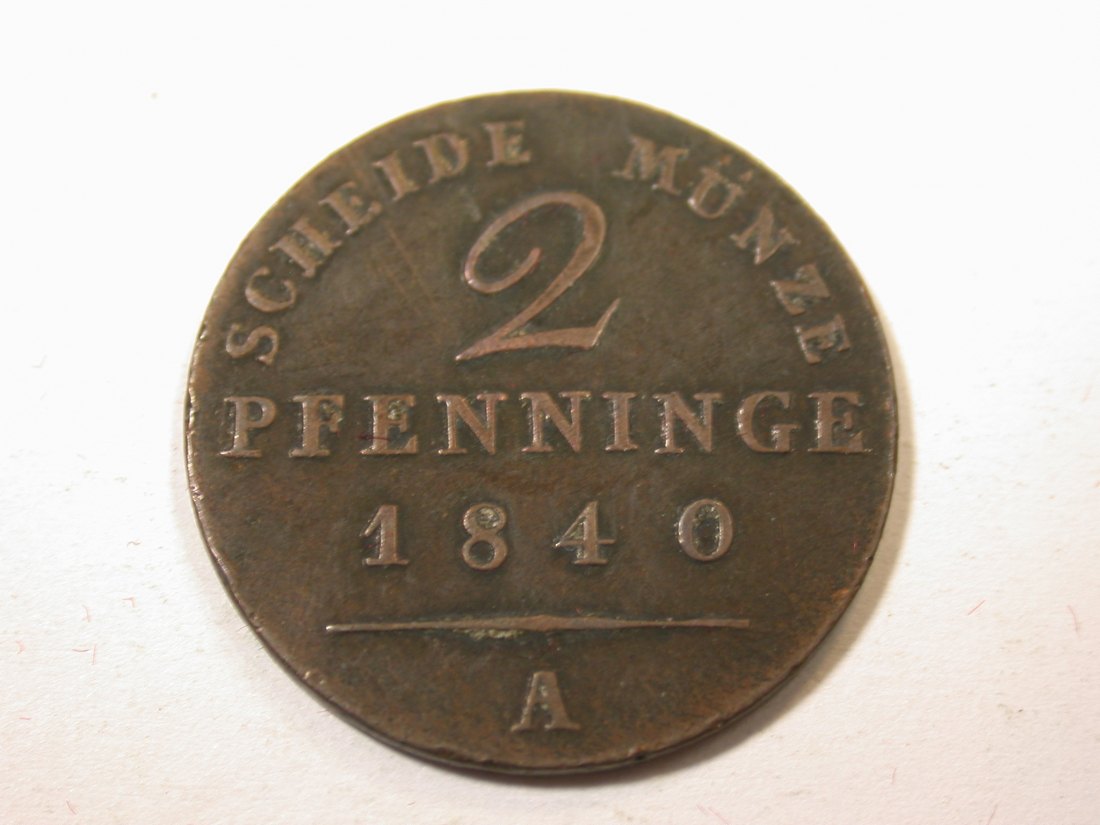 SCHEIDE MÜNZE
2
PFENNINGE
1840
A